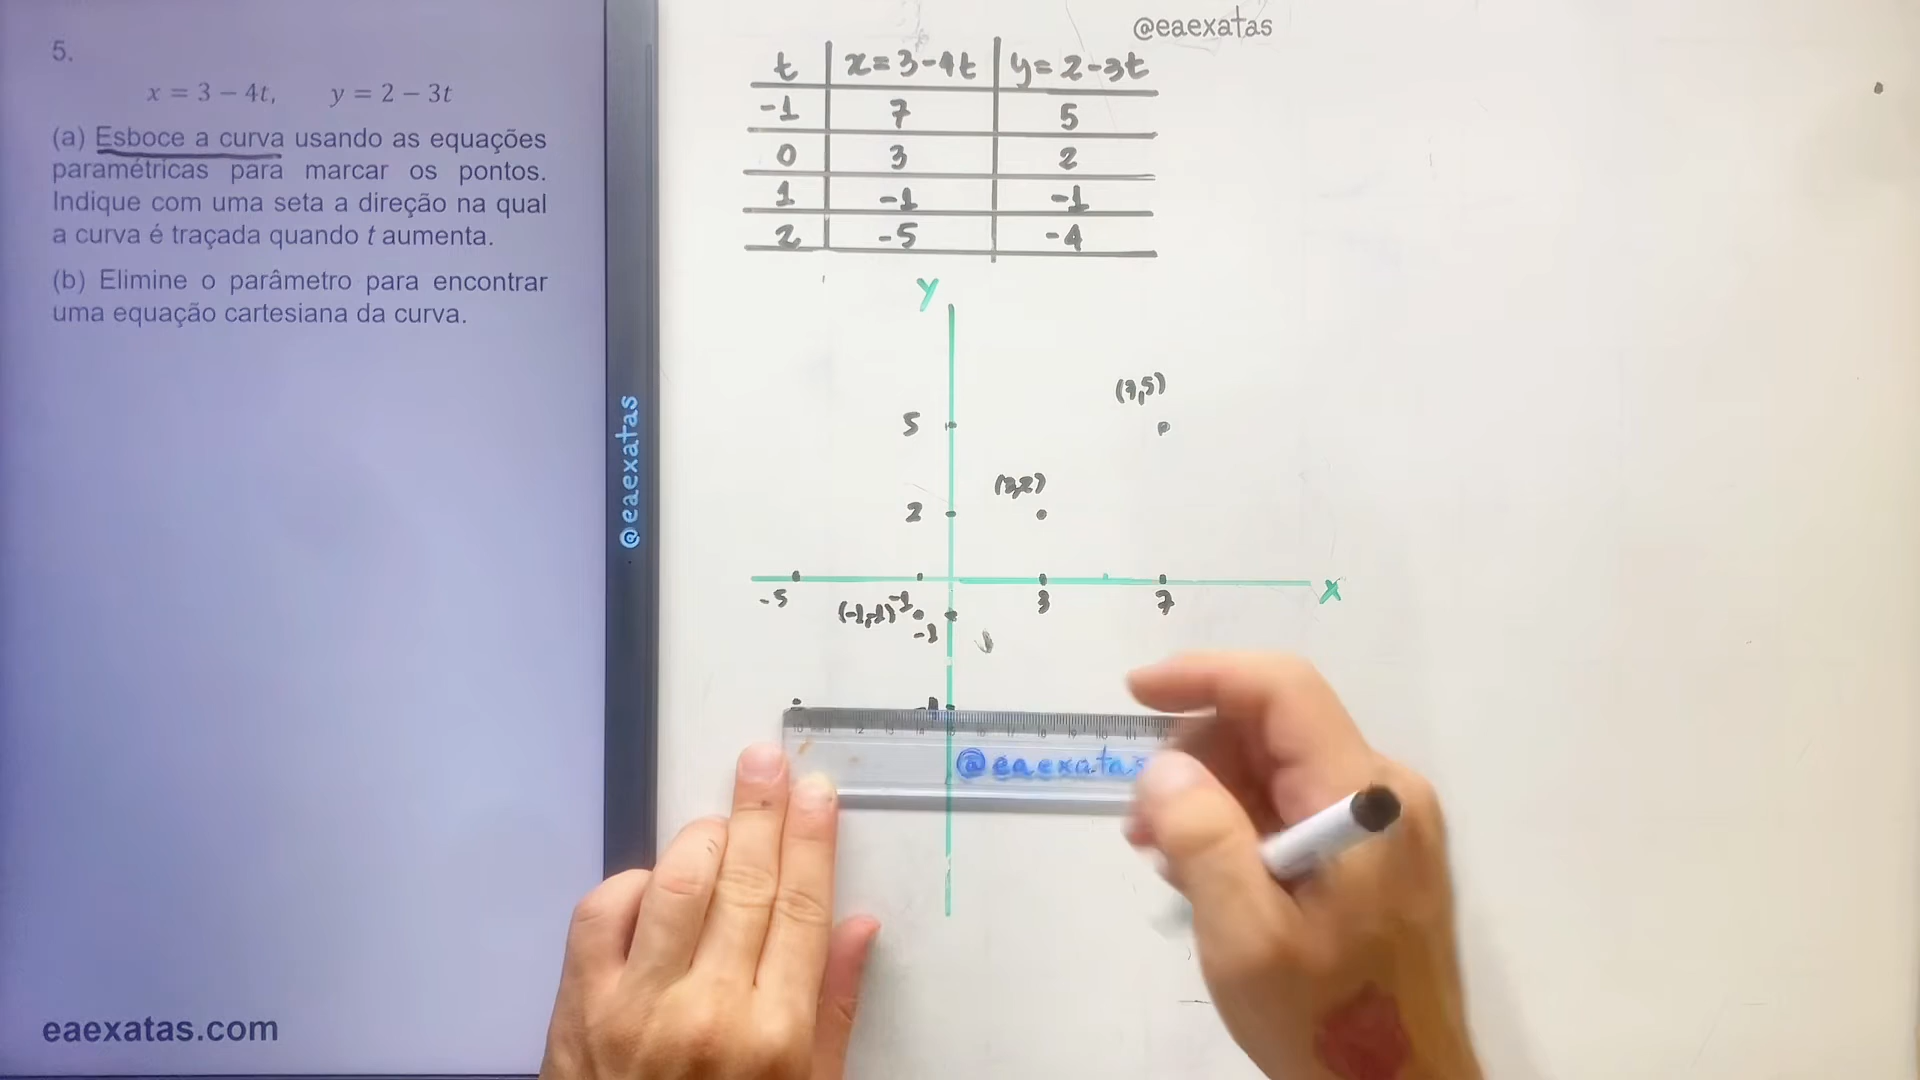 5.
x = 3 − 4t, y = 2 − 3t
(a) Esboce a curva usando as equações
paramétricas para marcar os pontos.
Indique com uma seta a direção na qual
a curva é traçada quando t aumenta.
(b) Elimine o parâmetro para encontrar
uma equação cartesiana da curva.
eaexatas.com
@eaexatas
@eaexatas
t x=3-4t y=2-3t
-1 7 5
0 3 2
1 -1 -1
2 -5 -4
y
(7,5)
5
(3,2)
2
x
-5 -1 3 7
(-1,-1)
-1
@eaexatas